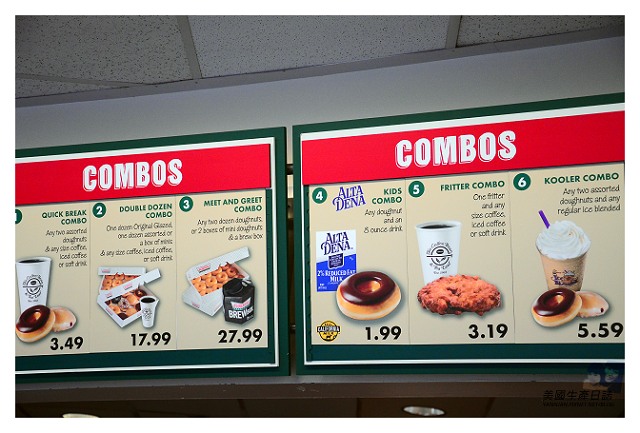 COMBOS
1
QUICK BREAK
COMBO
Any two assorted
doughnuts
& any size coffee,
iced coffee
or soft drink
3.49
2
DOUBLE DOZEN
COMBO
One dozen Original Glazed,
one dozen assorted or
a box of minis
& any size coffee,
iced coffee,
or soft drink
17.99
3
MEET AND GREET
COMBO
Any two dozen doughnuts,
or 2 boxes of mini doughnuts
& a brew box
BREW
27.99
COMBOS
4
KIDS
COMBO
Any doughnut
and an
8 ounce drink
ALTA
DENA
ALTA
DENA
2% REDUCED FAT
MILK
1.99
5
FRITTER COMBO
One fritter
and any
size coffee,
iced coffee
or soft drink
3.19
6
KOOLER COMBO
Any two assorted
doughnuts and any
regular ice blended
5.59
美國生產日誌